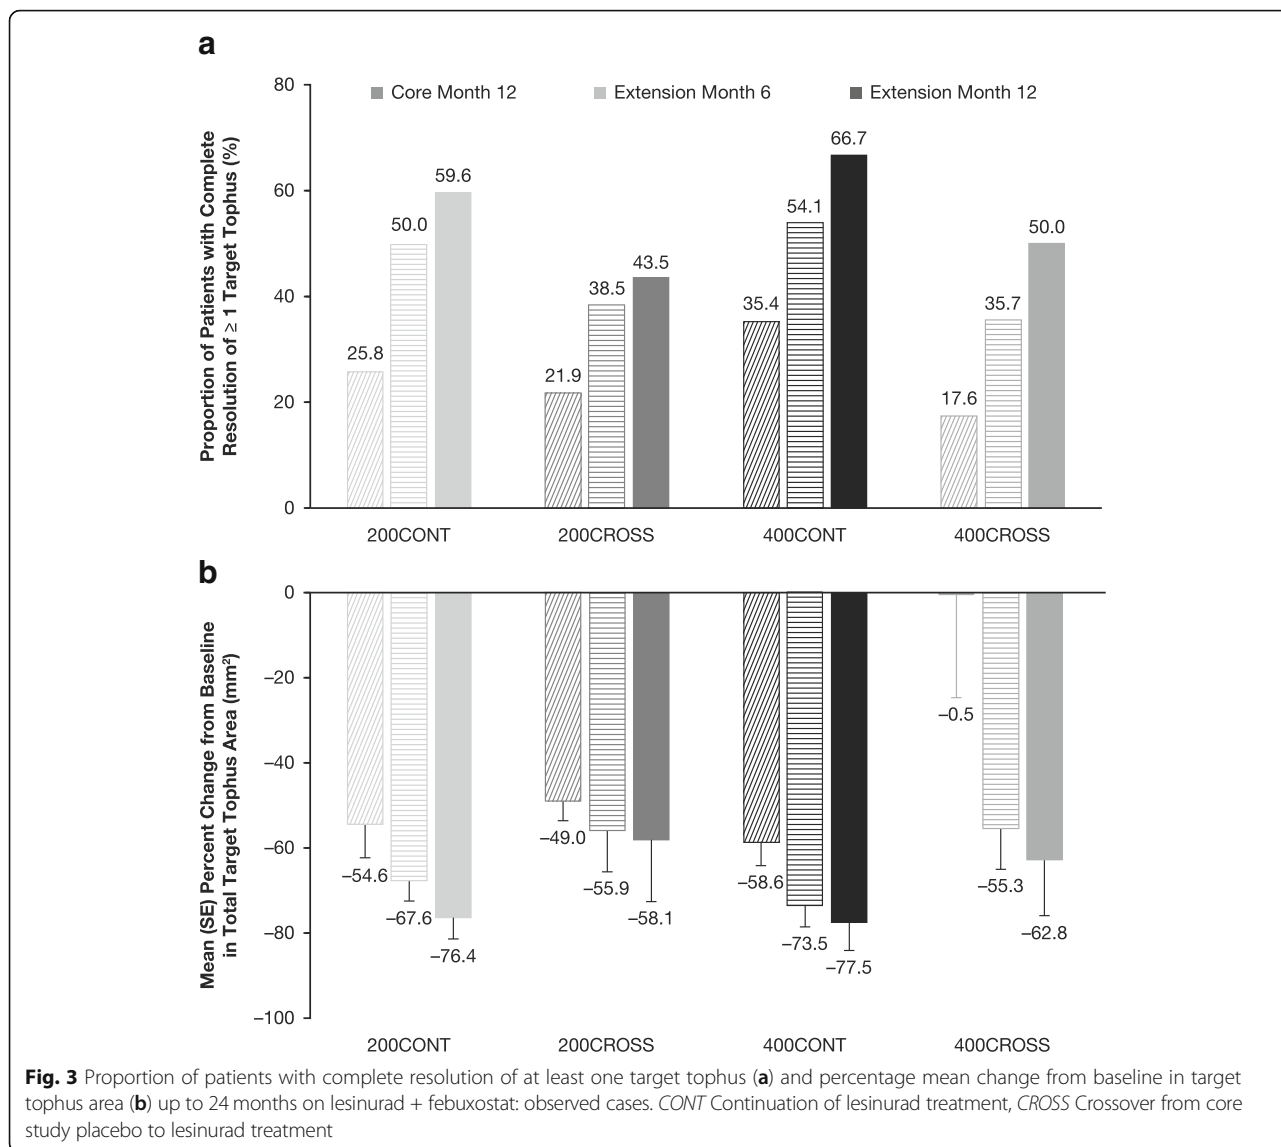 a
80
60
40
20
0
Proportion of Patients with Complete
Resolution of ≥ 1 Target Tophus (%)
Core Month 12 Extension Month 6 Extension Month 12
25.8 50.0 59.6 21.9 38.5 43.5 35.4 54.1 66.7 17.6 35.7 50.0
200CONT 200CROSS 400CONT 400CROSS
b
0
–20
–40
–60
–80
–100
Mean (SE) Percent Change from Baseline
in Total Target Tophus Area (mm²)
–54.6 –67.6 –76.4 –49.0 –55.9 –58.1 –58.6 –73.5 –77.5 –0.5 –55.3 –62.8
200CONT 200CROSS 400CONT 400CROSS
Fig. 3 Proportion of patients with complete resolution of at least one target tophus (a) and percentage mean change from baseline in target
tophus area (b) up to 24 months on lesinurad + febuxostat: observed cases. CONT Continuation of lesinurad treatment, CROSS Crossover from core
study placebo to lesinurad treatment